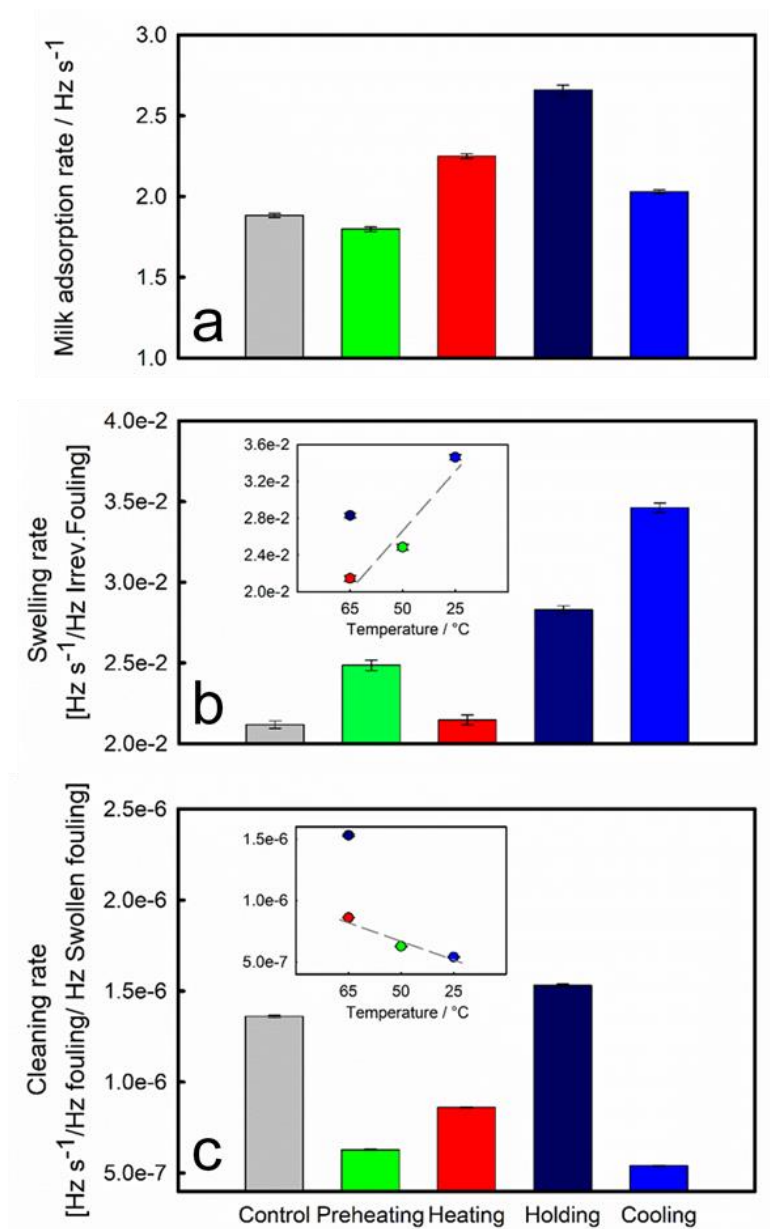 3.0
2.5
2.0
1.5
1.0
Milk adsorption rate / Hz s⁻¹
a
4.0e-2
3.5e-2
3.0e-2
2.5e-2
2.0e-2
Swelling rate
[Hz s⁻¹/Hz Irrev.Fouling]
3.6e-2
3.2e-2
2.8e-2
2.4e-2
2.0e-2
65 50 25
Temperature / °C
b
2.5e-6
2.0e-6
1.5e-6
1.0e-6
5.0e-7
Cleaning rate
[Hz s⁻¹/Hz fouling/ Hz Swollen fouling]
1.5e-6
1.0e-6
5.0e-7
65 50 25
Temperature / °C
c
Control Preheating Heating Holding Cooling